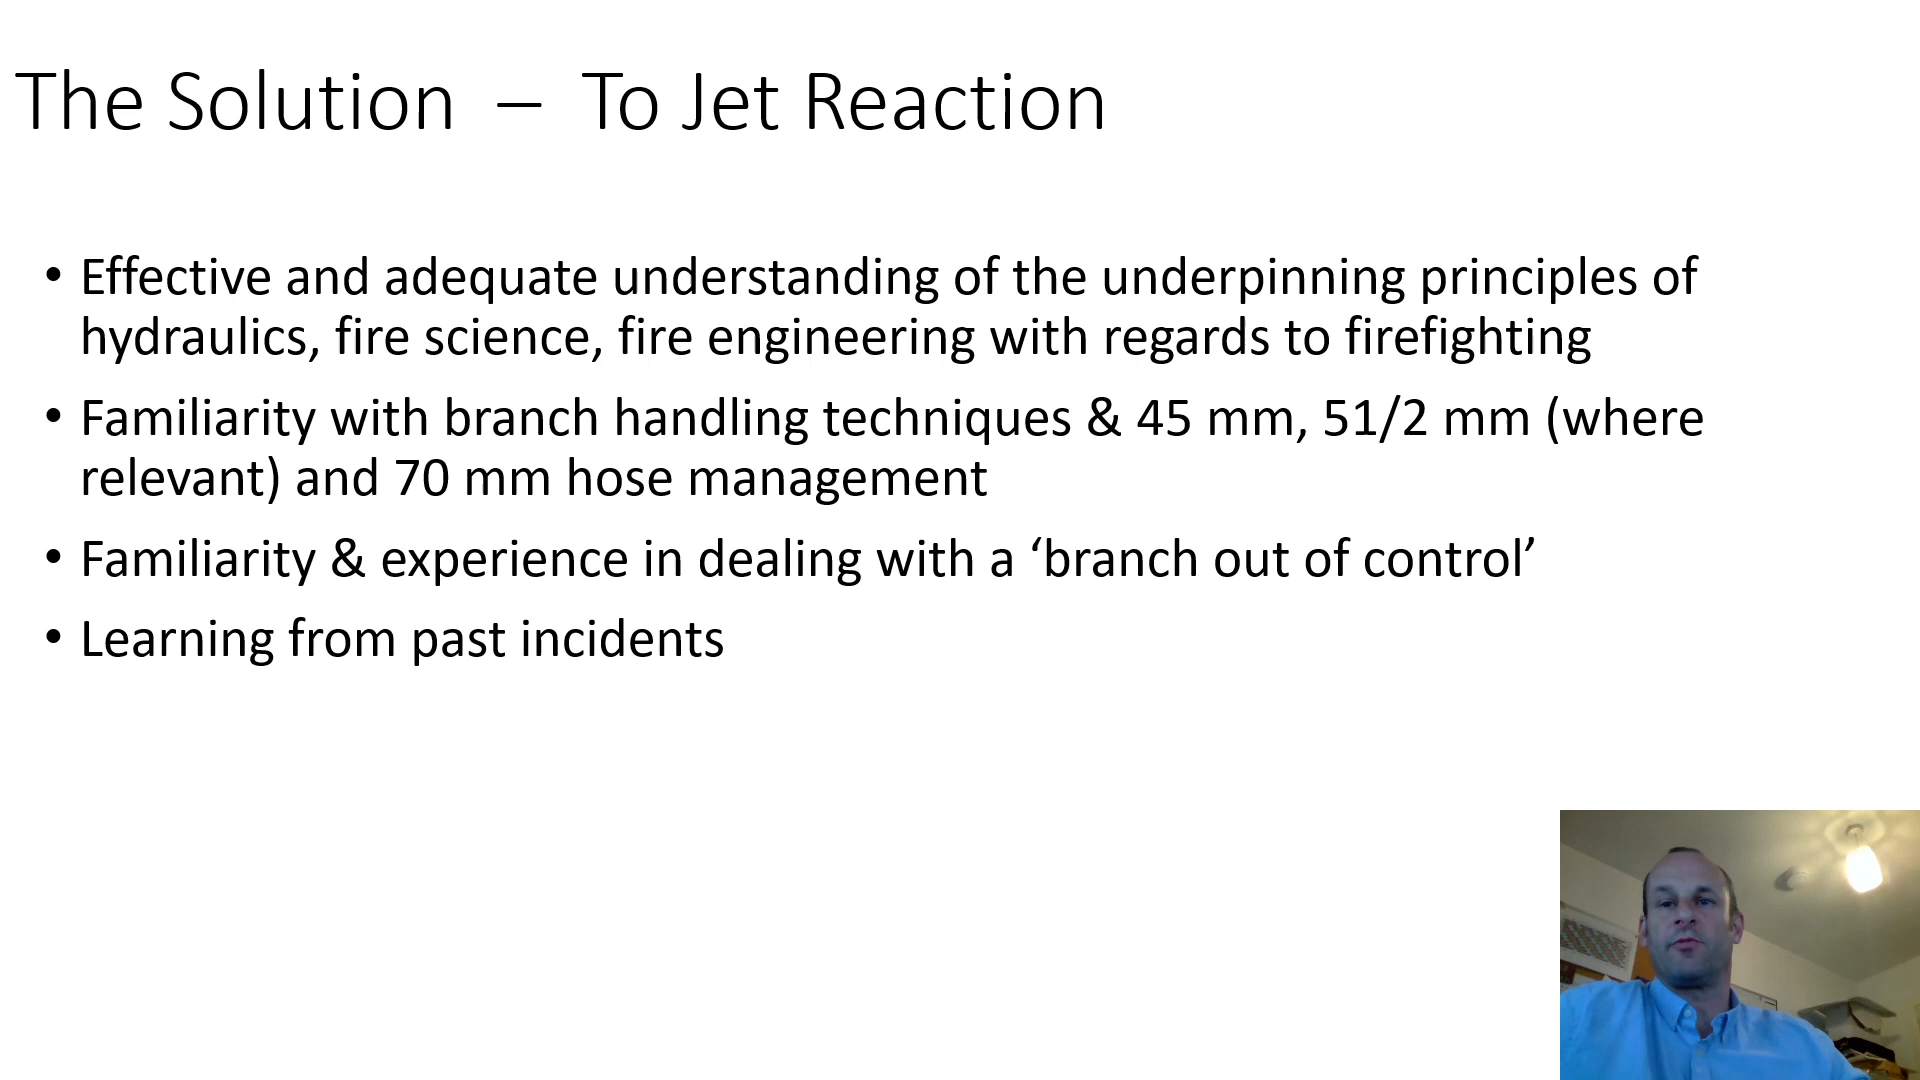 The Solution – To Jet Reaction
• Effective and adequate understanding of the underpinning principles of
hydraulics, fire science, fire engineering with regards to firefighting
• Familiarity with branch handling techniques & 45 mm, 51/2 mm (where
relevant) and 70 mm hose management
• Familiarity & experience in dealing with a ‘branch out of control’
• Learning from past incidents